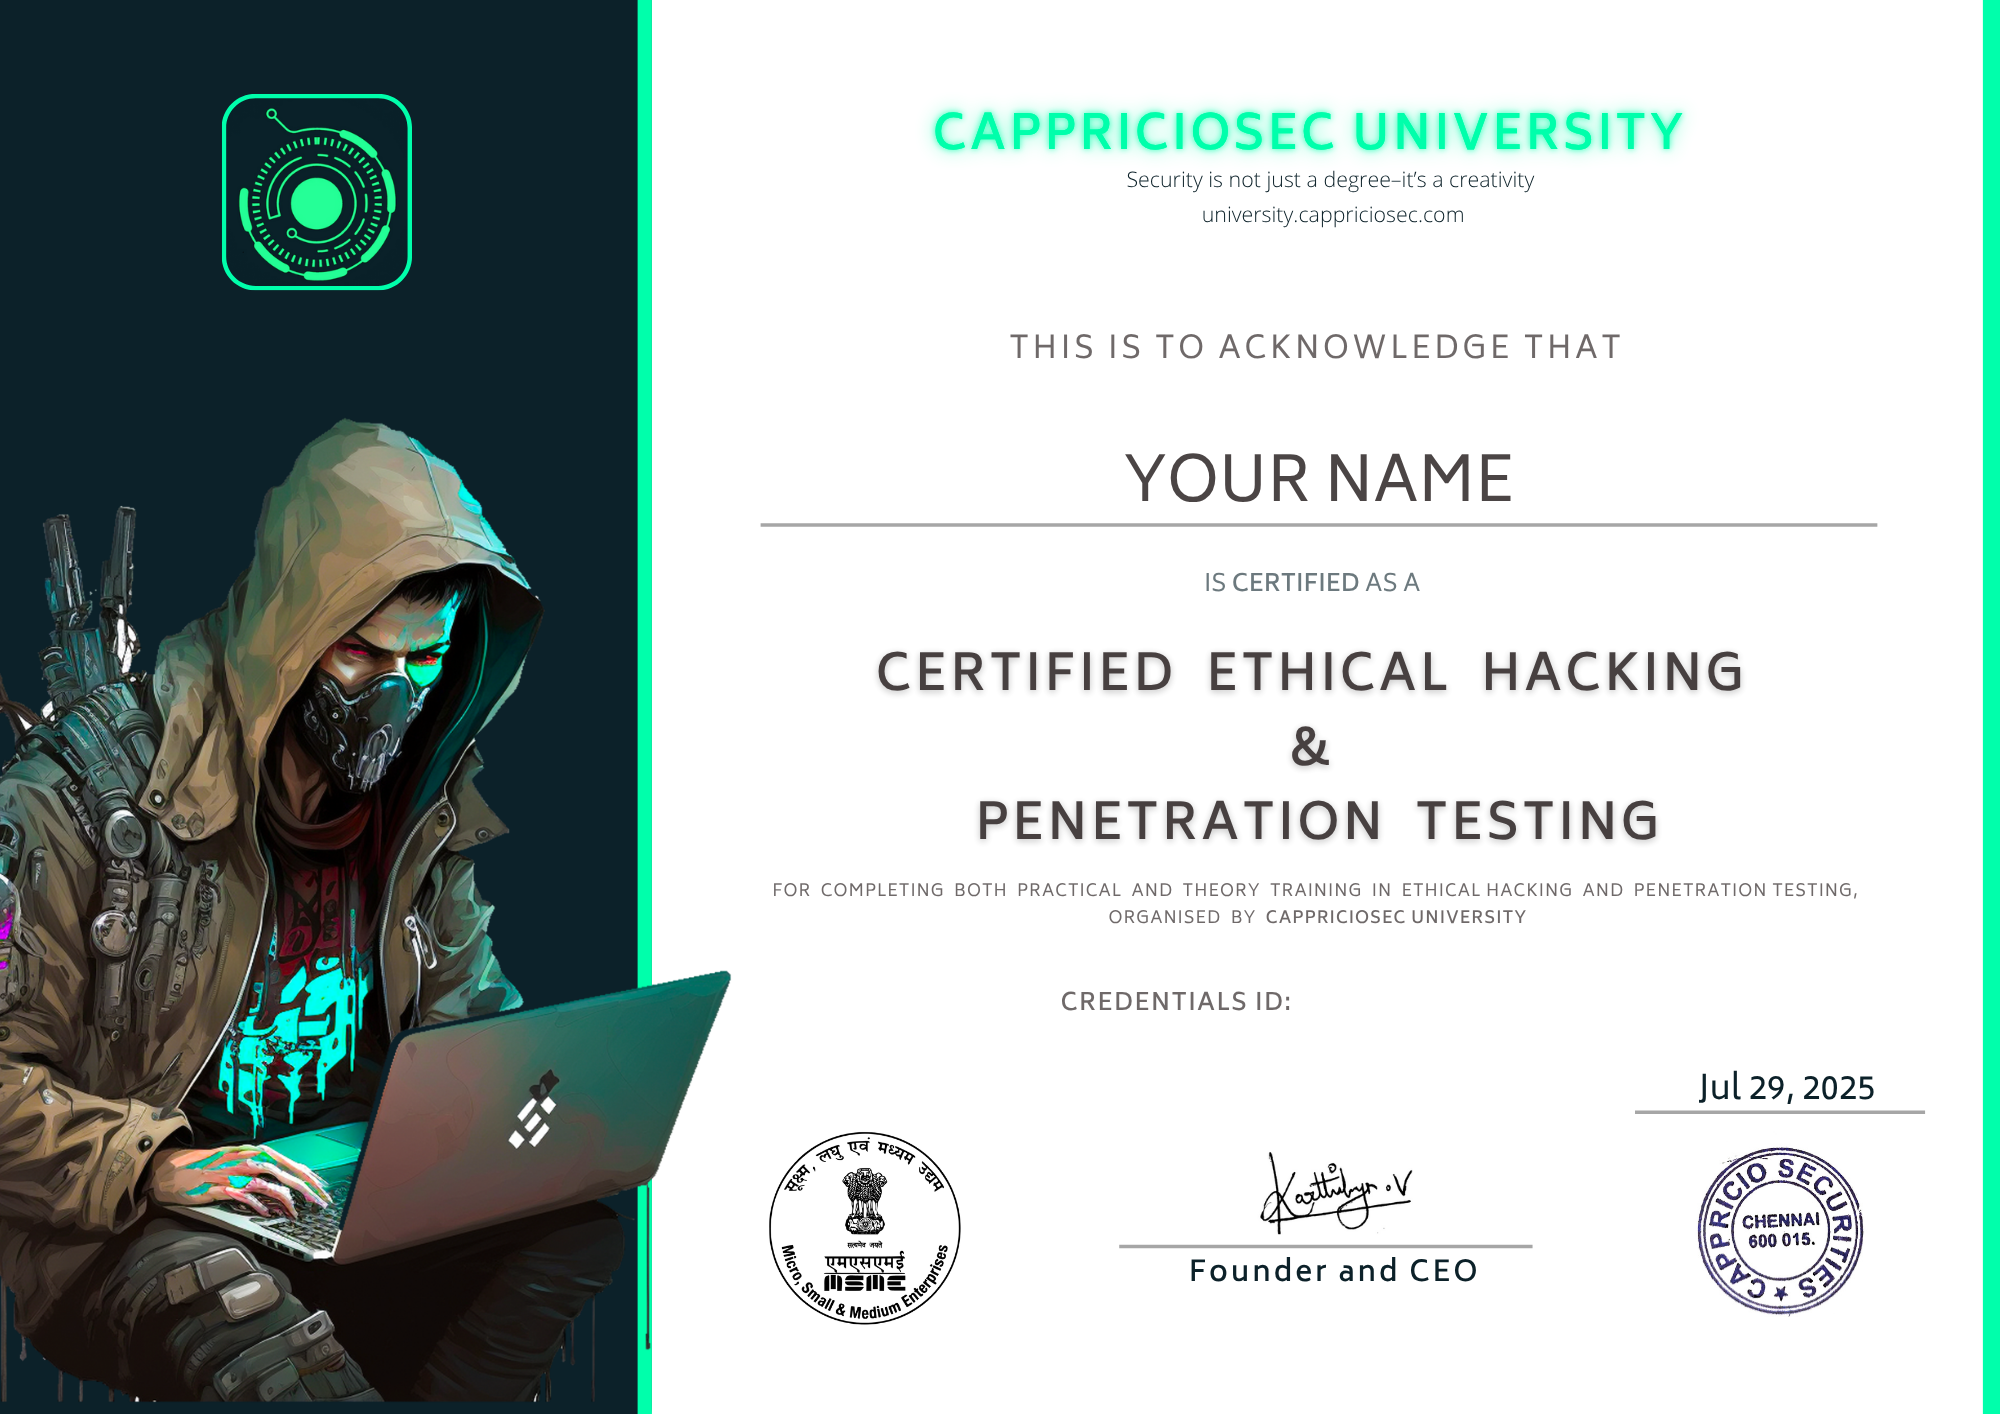 CAPPRICIOSEC UNIVERSITY
Security is not just a degree–it's a creativity
university.cappriciosec.com
THIS IS TO ACKNOWLEDGE THAT
YOUR NAME
IS CERTIFIED AS A
CERTIFIED ETHICAL HACKING
&
PENETRATION TESTING
FOR COMPLETING BOTH PRACTICAL AND THEORY TRAINING IN ETHICAL HACKING AND PENETRATION TESTING,
ORGANISED BY CAPPRICIOSEC UNIVERSITY
CREDENTIALS ID:
Jul 29, 2025
सूक्ष्म, लघु एवं मध्यम उद्यम
सत्यमेव जयते
एमएसएमई
MSME
Micro, Small & Medium Enterprises
Founder and CEO
CAPPRICIO SECURITIES
CHENNAI
600 015.